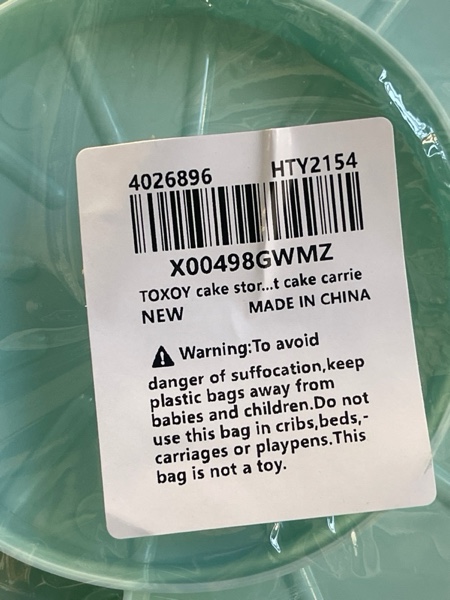 4026896 HTY2154
X00498GWMZ
TOXOY cake stor...t cake carrie
NEW MADE IN CHINA
Warning:To avoid
danger of suffocation,keep
plastic bags away from
babies and children.Do not
use this bag in cribs,beds,-
carriages or playpens.This
bag is not a toy.